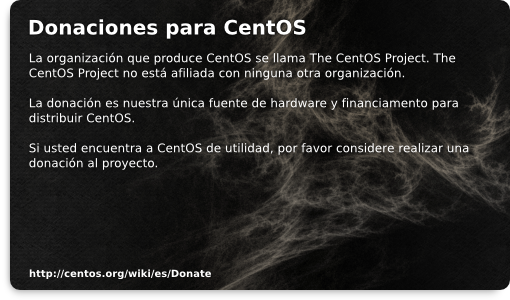 Donaciones para CentOS
La organización que produce CentOS se llama The CentOS Project. The
CentOS Project no está afiliada con ninguna otra organización.
La donación es nuestra única fuente de hardware y financiamiento para
distribuir CentOS.
Si usted encuentra a CentOS de utilidad, por favor considere realizar una
donación al proyecto.
http://centos.org/wiki/es/Donate